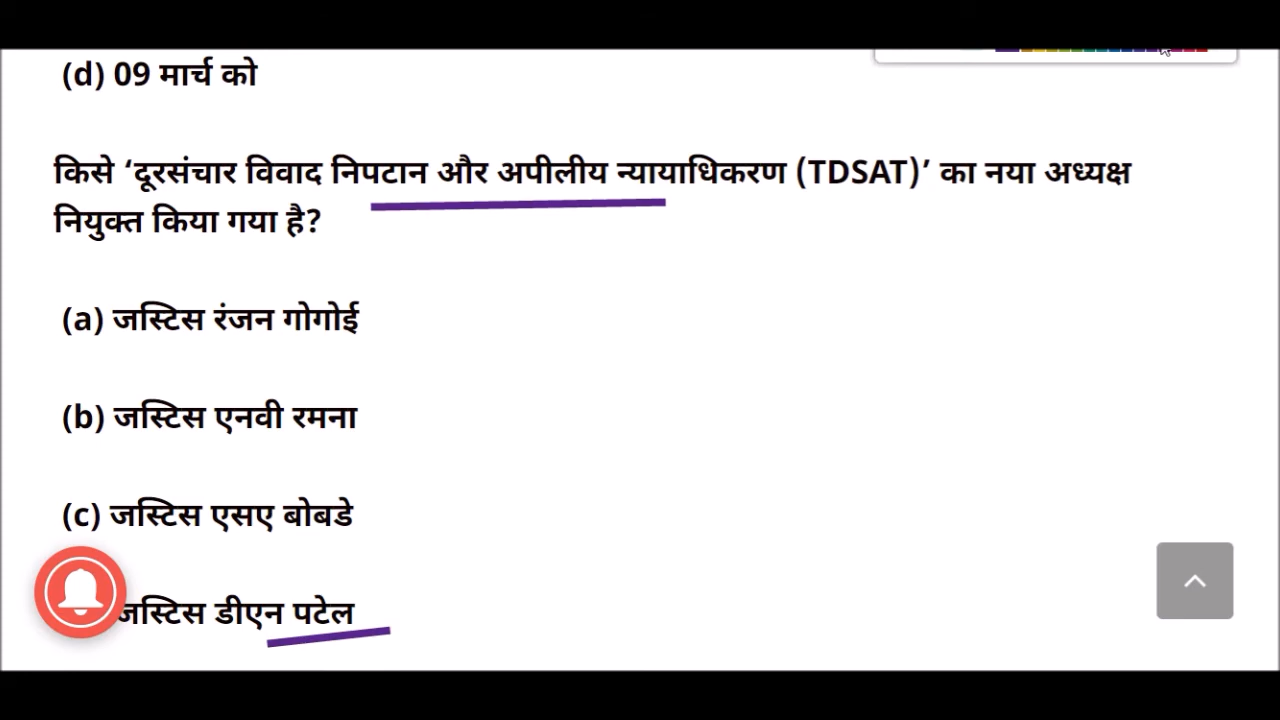 (d) 09 मार्च को
किसे ‘दूरसंचार विवाद निपटान और अपीलीय न्यायाधिकरण (TDSAT)’ का नया अध्यक्ष
नियुक्त किया गया है?
(a) जस्टिस रंजन गोगोई
(b) जस्टिस एनवी रमना
(c) जस्टिस एसए बोबडे
जस्टिस डीएन पटेल